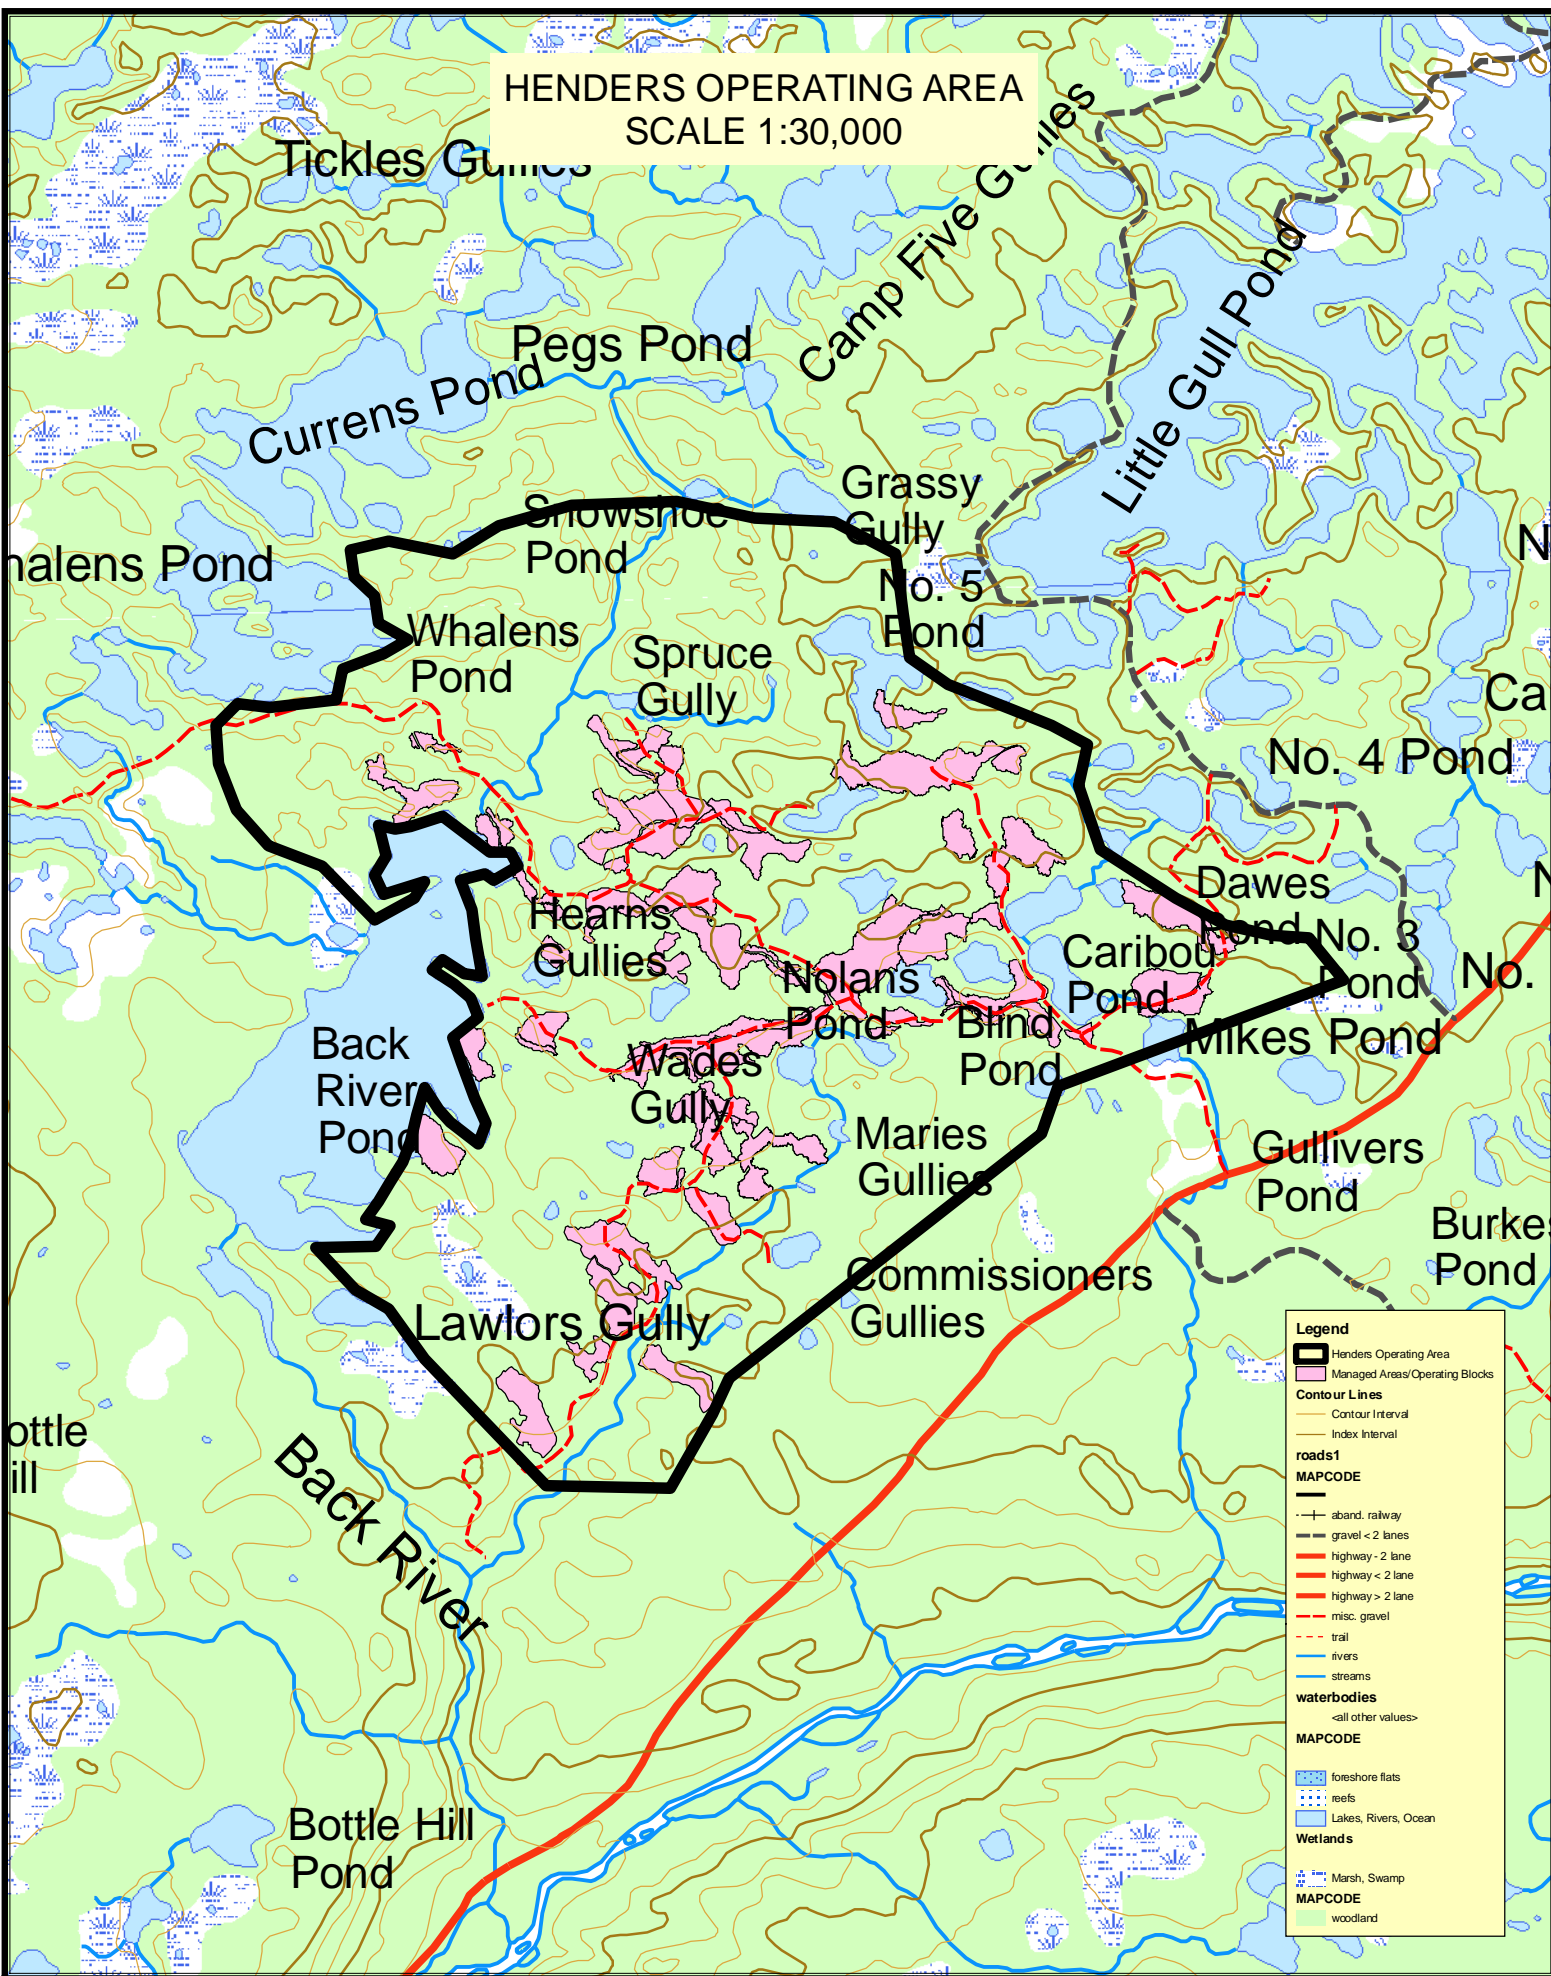 HENDERS OPERATING AREA
SCALE 1:30,000
Tickles Gullies
Camp Five Gullies
Little Gull Pond
Pegs Pond
Currens Pond
Grassy
Gully
Snowshoe
Pond
halens Pond
N
No. 5
Pond
Whalens
Pond
Spruce
Gully
Ca
No. 4 Pond
Dawes
Pond
N
Hearns
Gullies
No. 3
Pond
Caribou
Pond
No.
Nolans
Pond
Blind
Pond
Mikes Pond
Back
River
Pond
Wades
Gully
Maries
Gullies
Gullivers
Pond
Burkes
Pond
Commissioners
Gullies
Lawlors Gully
ottle
ill
Back River
Bottle Hill
Pond
Legend
Henders Operating Area
Managed Areas/Operating Blocks
Contour Lines
Contour Interval
Index Interval
roads1
MAPCODE
aband. railway
gravel < 2 lanes
highway - 2 lane
highway < 2 lane
highway > 2 lane
misc. gravel
trail
rivers
streams
waterbodies
<all other values>
MAPCODE
foreshore flats
reefs
Lakes, Rivers, Ocean
Wetlands
Marsh, Swamp
MAPCODE
woodland